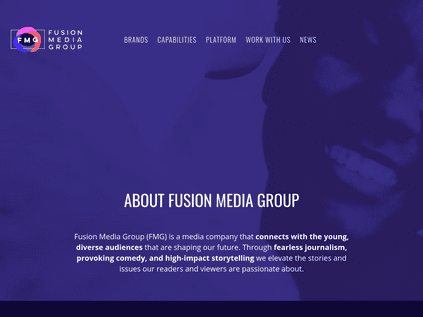 FMG
FUSION
MEDIA
GROUP
BRANDS CAPABILITIES PLATFORM WORK WITH US NEWS
ABOUT FUSION MEDIA GROUP
Fusion Media Group (FMG) is a media company that connects with the young,
diverse audiences that are shaping our future. Through fearless journalism,
provoking comedy, and high-impact storytelling we elevate the stories and
issues our readers and viewers are passionate about.